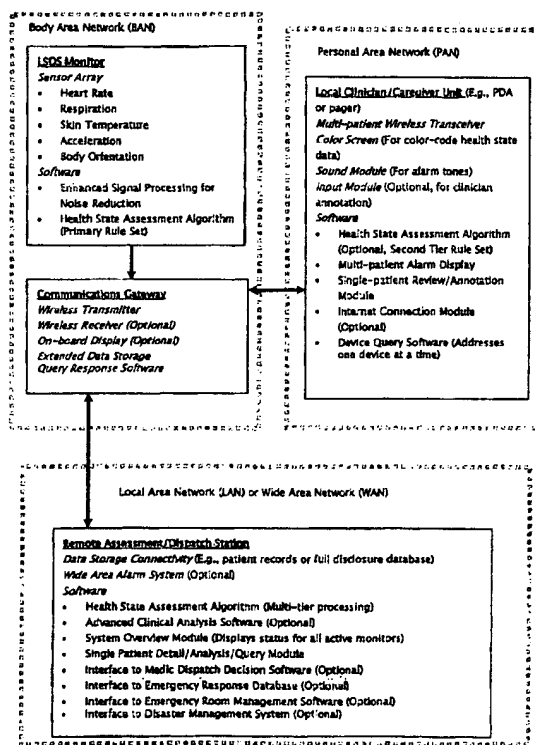 Body Area Network (BAN)
LSDS Monitor
Sensor Array
• Heart Rate
• Respiration
• Skin Temperature
• Acceleration
• Body Orientation
Software
• Enhanced Signal Processing for
Noise Reduction
• Health State Assessment Algorithm
(Primary Rule Set)
Communications Gateway
Wireless Transmitter
Wireless Receiver (Optional)
On-board Display (Optional)
Extended Data Storage
Query Response Software
Personal Area Network (PAN)
Local Clinician/Caregiver Unit (E.g., PDA
or pager)
Multi-patient Wireless Transceiver
Color Screen (For color-code health state
data)
Sound Module (For alarm tones)
Input Module (Optional, for clinician
annotation)
Software
• Health State Assessment Algorithm
(Optional, Second Tier Rule Set)
• Multi-patient Alarm Display
• Single-patient Review/Annotation
Module
• Internet Connection Module
(Optional)
• Device Query Software (Addresses
one device at a time)
Local Area Network (LAN) or Wide Area Network (WAN)
Remote Assessment/Dispatch Station
Data Storage Connectivity (E.g., patient records or full disclosure database)
Wide Area Alarm System (Optional)
Software
• Health State Assessment Algorithm (Multi-tier processing)
• Advanced Clinical Analysis Software (Optional)
• System Overview Module (Displays status for all active monitors)
• Single Patient Detail/Analysis/Query Module
• Interface to Medic Dispatch Decision Software (Optional)
• Interface to Emergency Response Database (Optional)
• Interface to Emergency Room Management Software (Optional)
• Interface to Disaster Management System (Optional)